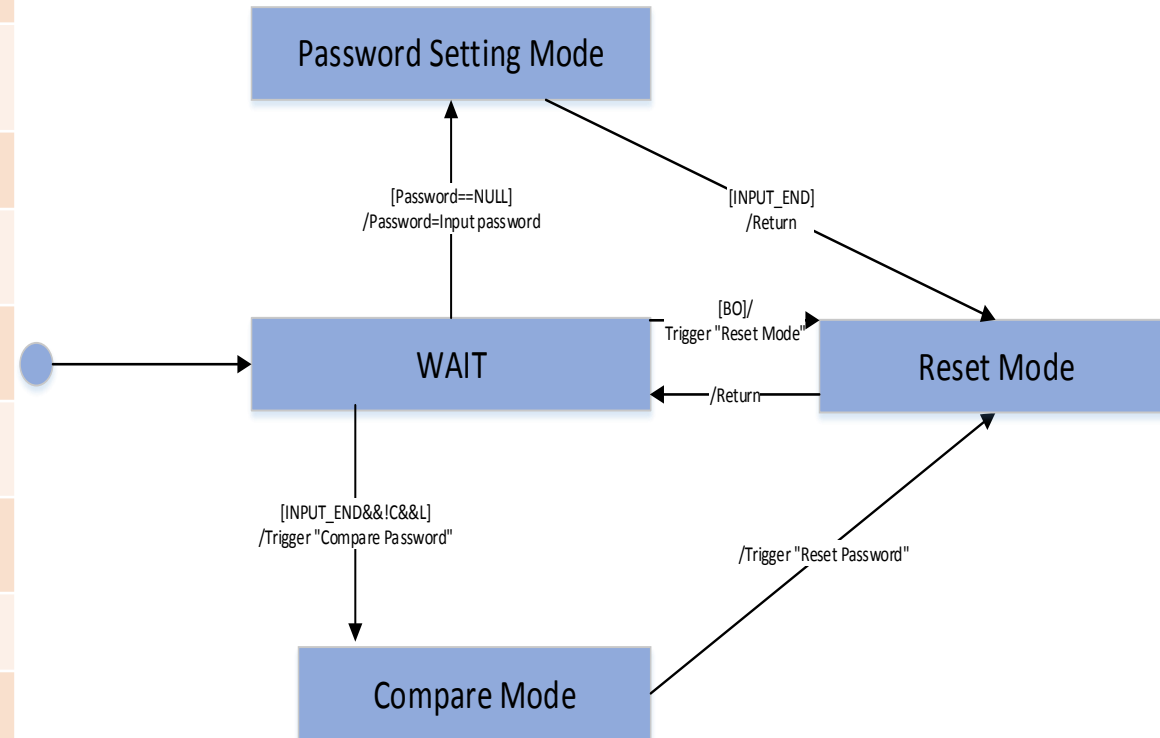 Password Setting Mode
[Password==NULL]
/Password=Input password
[INPUT_END]
/Return
[BO]/
Trigger "Reset Mode"
WAIT
Reset Mode
/Return
[INPUT_END&&!C&&L]
/Trigger "Compare Password"
/Trigger "Reset Password"
Compare Mode